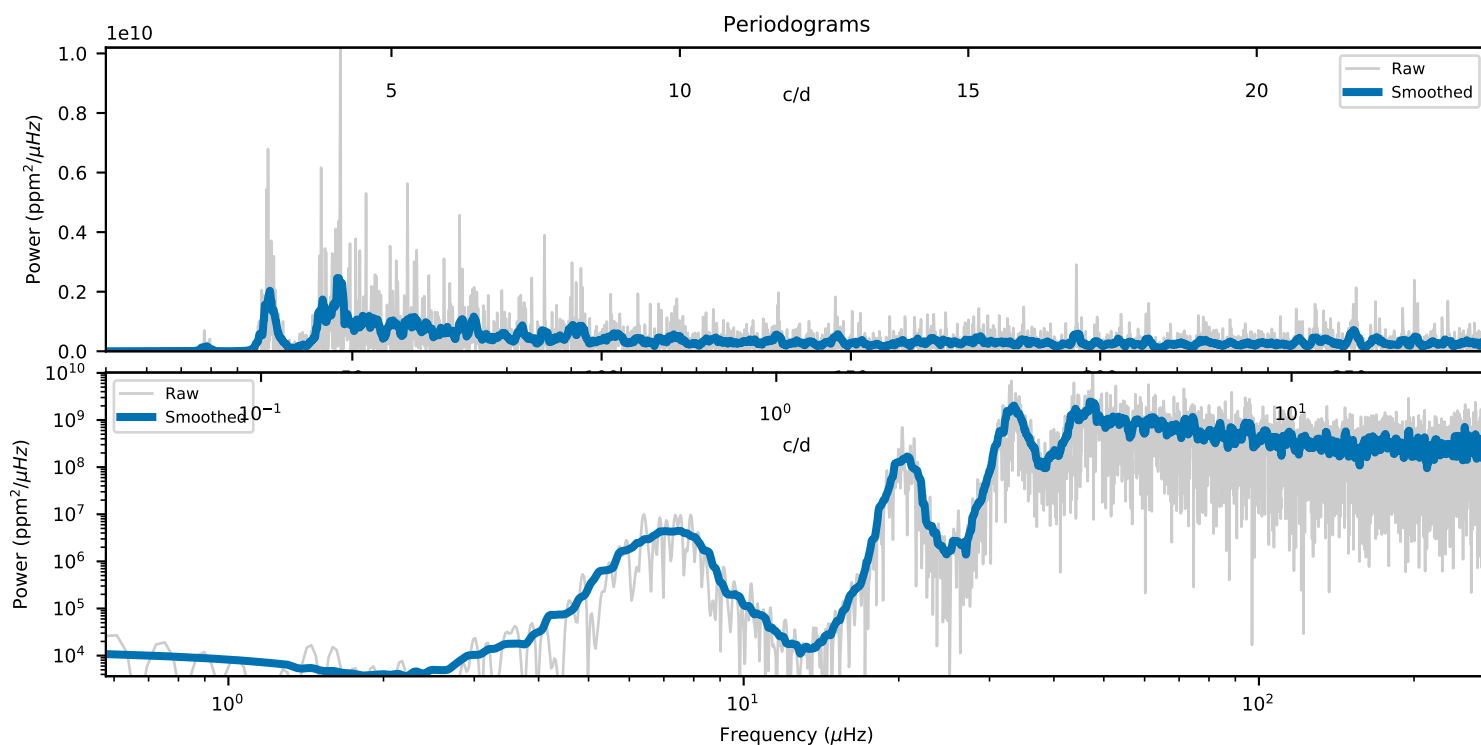 Periodograms
1e10
1.0
0.8
0.6
0.4
0.2
0.0
Power (ppm²/μHz)
5 10 15 20
c/d
Raw
Smoothed
10¹⁰
10⁹
10⁸
10⁷
10⁶
10⁵
10⁴
Power (ppm²/μHz)
Raw
Smoothed
10⁻¹ 10⁰ 10¹
c/d
10⁰ 10¹ 10²
Frequency (μHz)